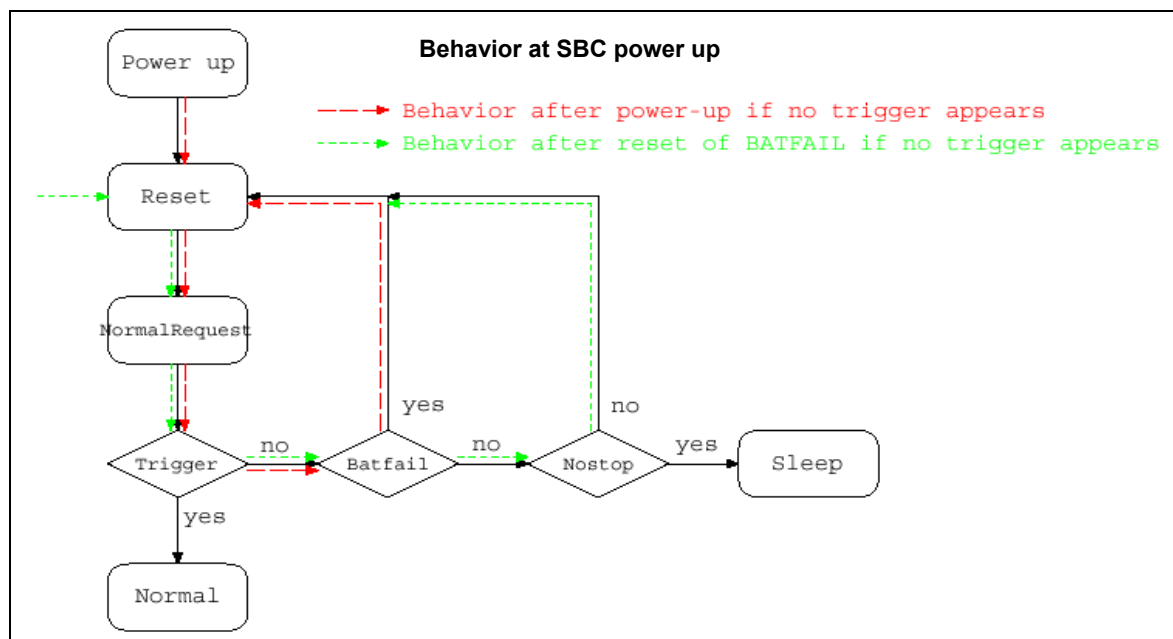 Behavior at SBC power up
Power up
Behavior after power-up if no trigger appears
Behavior after reset of BATFAIL if no trigger appears
Reset
NormalRequest
yes
no
no
no
yes
Trigger
Batfail
Nostop
Sleep
yes
Normal